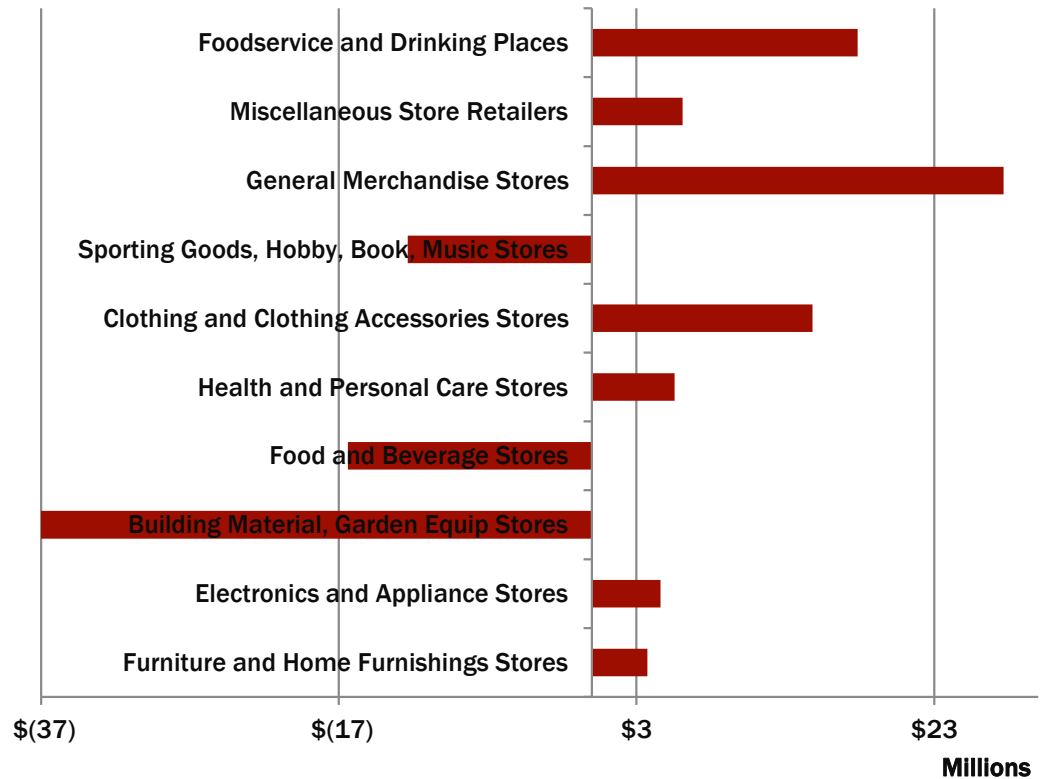 Foodservice and Drinking Places
Miscellaneous Store Retailers
General Merchandise Stores
Sporting Goods, Hobby, Book, Music Stores
Clothing and Clothing Accessories Stores
Health and Personal Care Stores
Food and Beverage Stores
Building Material, Garden Equip Stores
Electronics and Appliance Stores
Furniture and Home Furnishings Stores
$(37) $(17) $3 $23
Millions